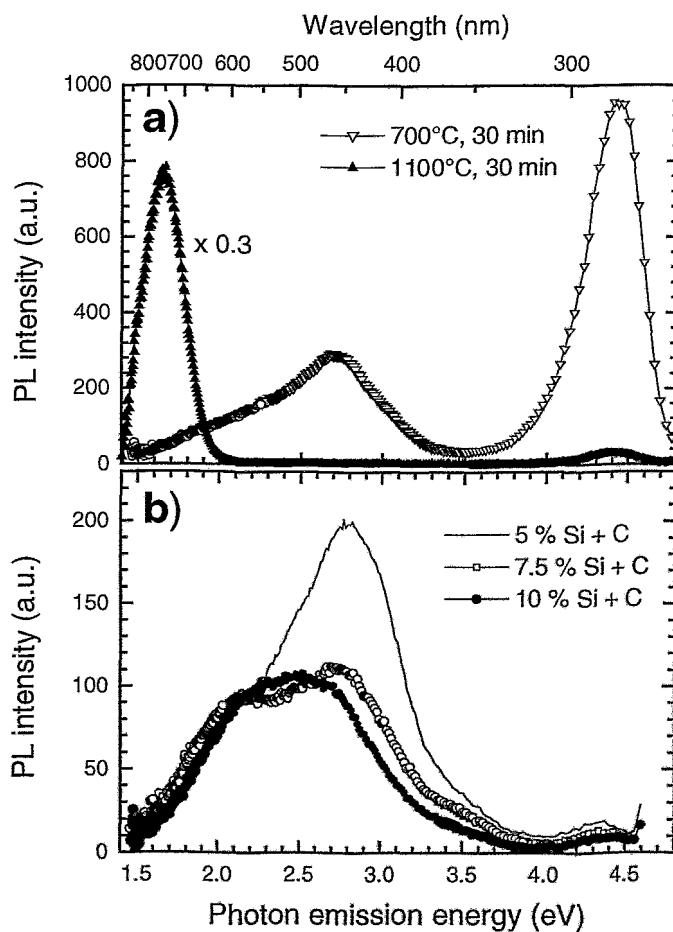 Wavelength (nm)
800 700 600 500 400 300
1000
a)
700°C, 30 min
1100°C, 30 min
800
x 0.3
600
400
200
0
PL intensity (a.u.)
b)
200
5 % Si + C
7.5 % Si + C
10 % Si + C
150
100
50
0
PL intensity (a.u.)
1.5 2.0 2.5 3.0 3.5 4.0 4.5
Photon emission energy (eV)